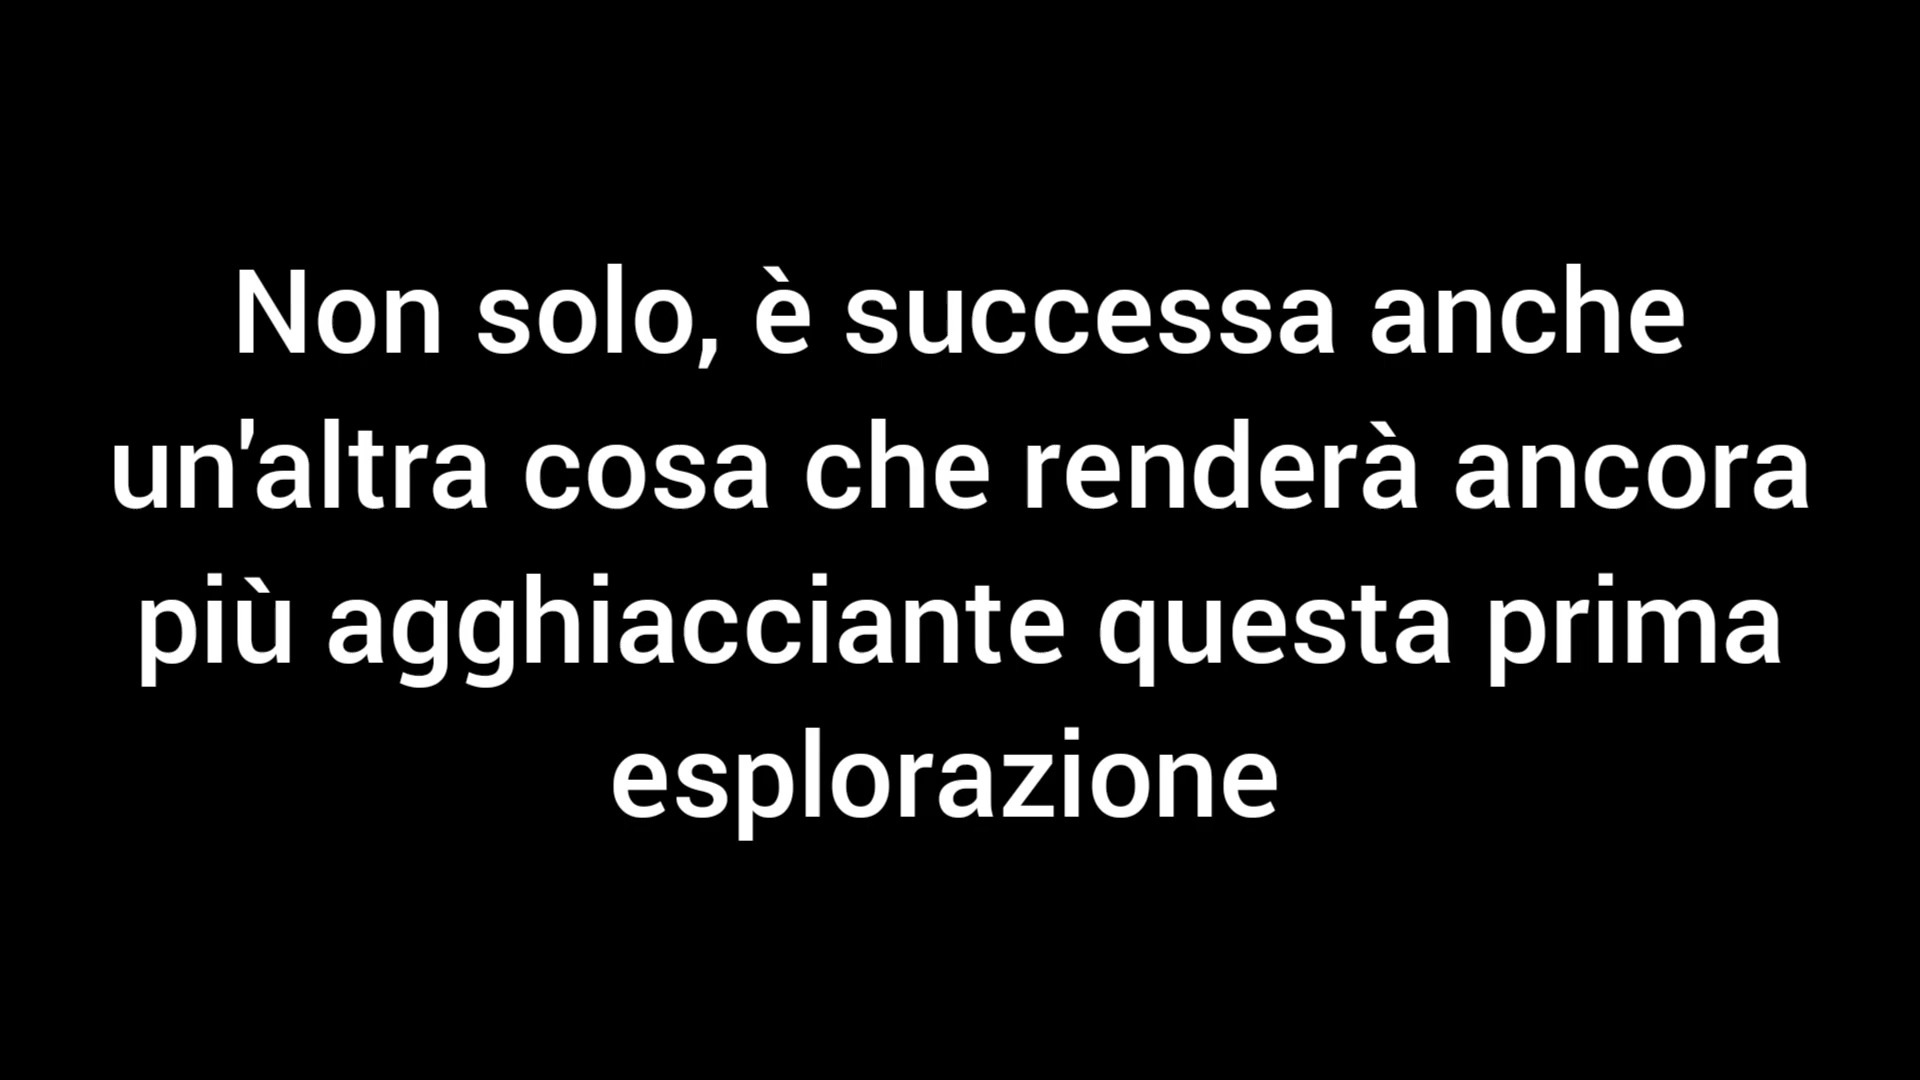 Non solo, è successa anche
un'altra cosa che renderà ancora
più agghiacciante questa prima
esplorazione